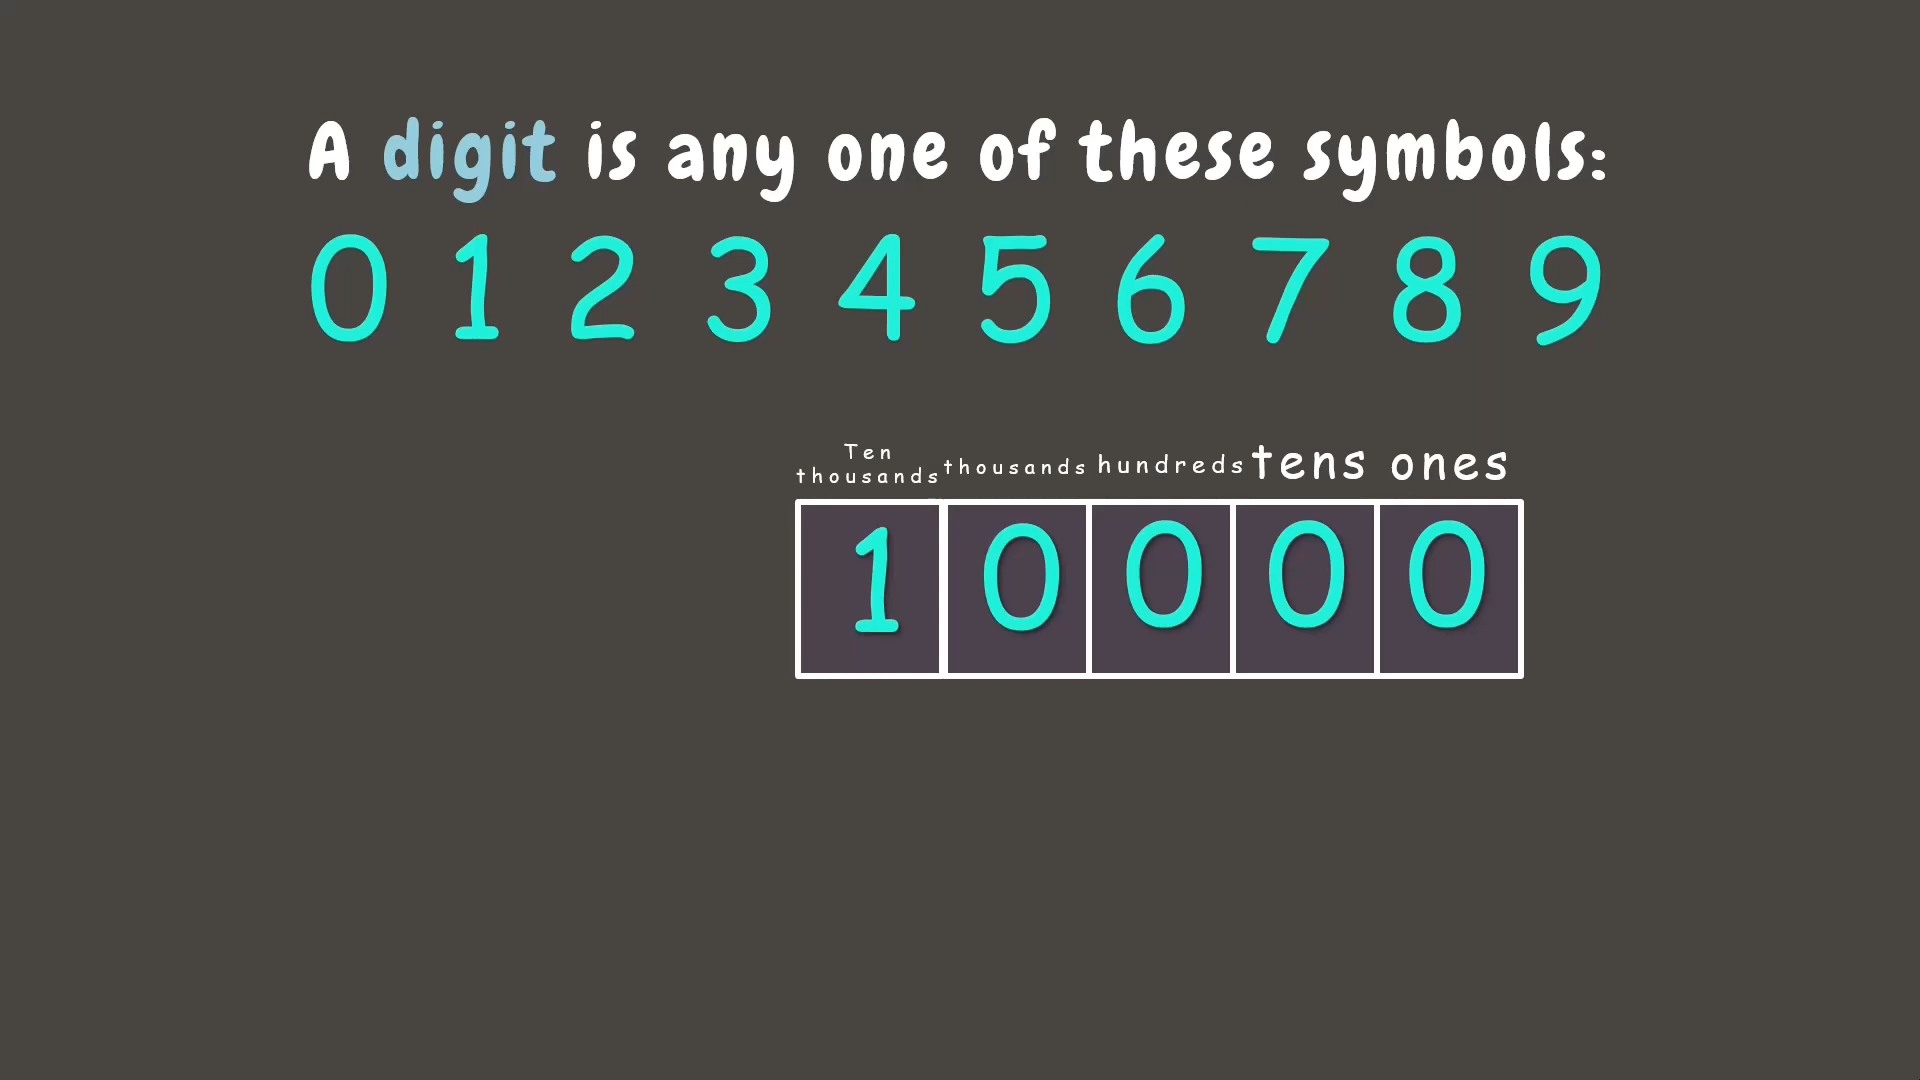 A digit is any one of these symbols:
0 1 2 3 4 5 6 7 8 9
Ten
thousands thousands hundreds tens ones
1 0 0 0 0